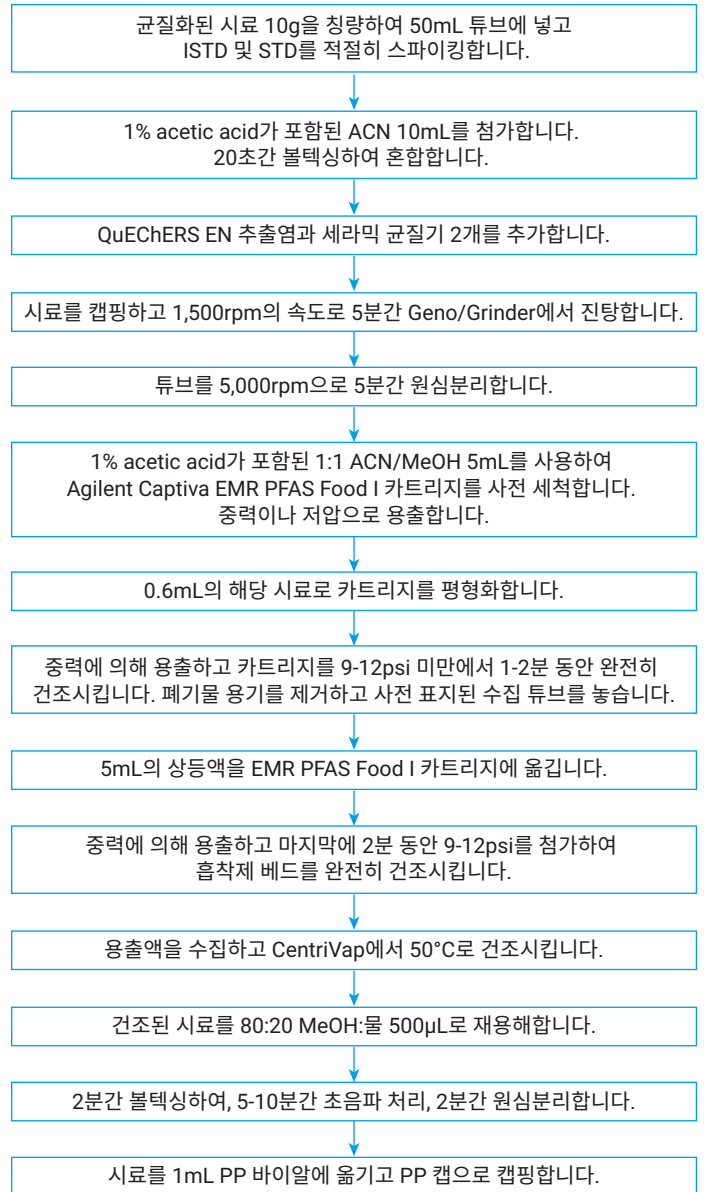 균질화된 시료 10g을 칭량하여 50mL 튜브에 넣고
ISTD 및 STD를 적절히 스파이킹합니다.
1% acetic acid가 포함된 ACN 10mL를 첨가합니다.
20초간 볼텍싱하여 혼합합니다.
QuEChERS EN 추출염과 세라믹 균질기 2개를 추가합니다.
시료를 캡핑하고 1,500rpm의 속도로 5분간 Geno/Grinder에서 진탕합니다.
튜브를 5,000rpm으로 5분간 원심분리합니다.
1% acetic acid가 포함된 1:1 ACN/MeOH 5mL를 사용하여
Agilent Captiva EMR PFAS Food I 카트리지를 사전 세척합니다.
중력이나 저압으로 용출합니다.
0.6mL의 해당 시료로 카트리지를 평형화합니다.
중력에 의해 용출하고 카트리지를 9-12psi 미만에서 1-2분 동안 완전히
건조시킵니다. 폐기물 용기를 제거하고 사전 표지된 수집 튜브를 놓습니다.
5mL의 상등액을 EMR PFAS Food I 카트리지에 옮깁니다.
중력에 의해 용출하고 마지막에 2분 동안 9-12psi를 첨가하여
흡착제 베드를 완전히 건조시킵니다.
용출액을 수집하고 CentriVap에서 50°C로 건조시킵니다.
건조된 시료를 80:20 MeOH:물 500µL로 재용해합니다.
2분간 볼텍싱하여, 5-10분간 초음파 처리, 2분간 원심분리합니다.
시료를 1mL PP 바이알에 옮기고 PP 캡으로 캡핑합니다.